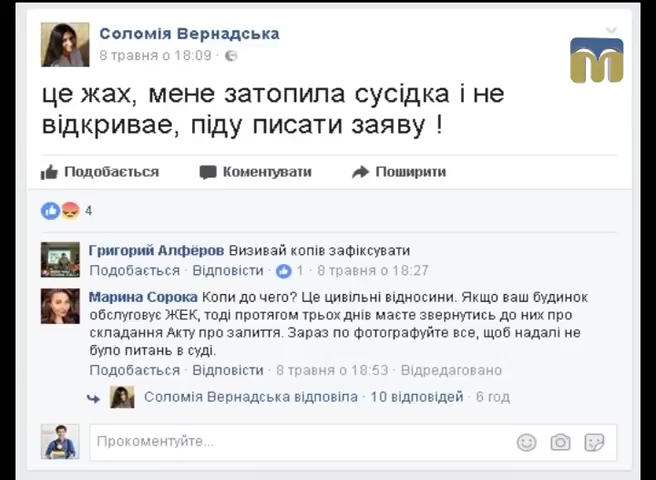 Соломія Вернадська
8 травня о 18:09 ·
це жах, мене затопила сусідка і не
відкриває, піду писати заяву !
Подобається Коментувати Поширити
4
Григорий Алфёров Визивай копів зафіксувати
Подобається · Відповісти · 1 · 8 травня о 18:27
Марина Сорока Копи до чого? Це цивільні відносини. Якщо ваш будинок
обслуговує ЖЕК, тоді протягом трьох днів маєте звернутись до них про
складання Акту про залиття. Зараз по фотографуйте все, щоб надалі не
було питань в суді.
Подобається · Відповісти · 8 травня о 18:53 · Відредаговано
Соломія Вернадська відповіла · 10 відповідей · 6 год
Прокоментуйте...